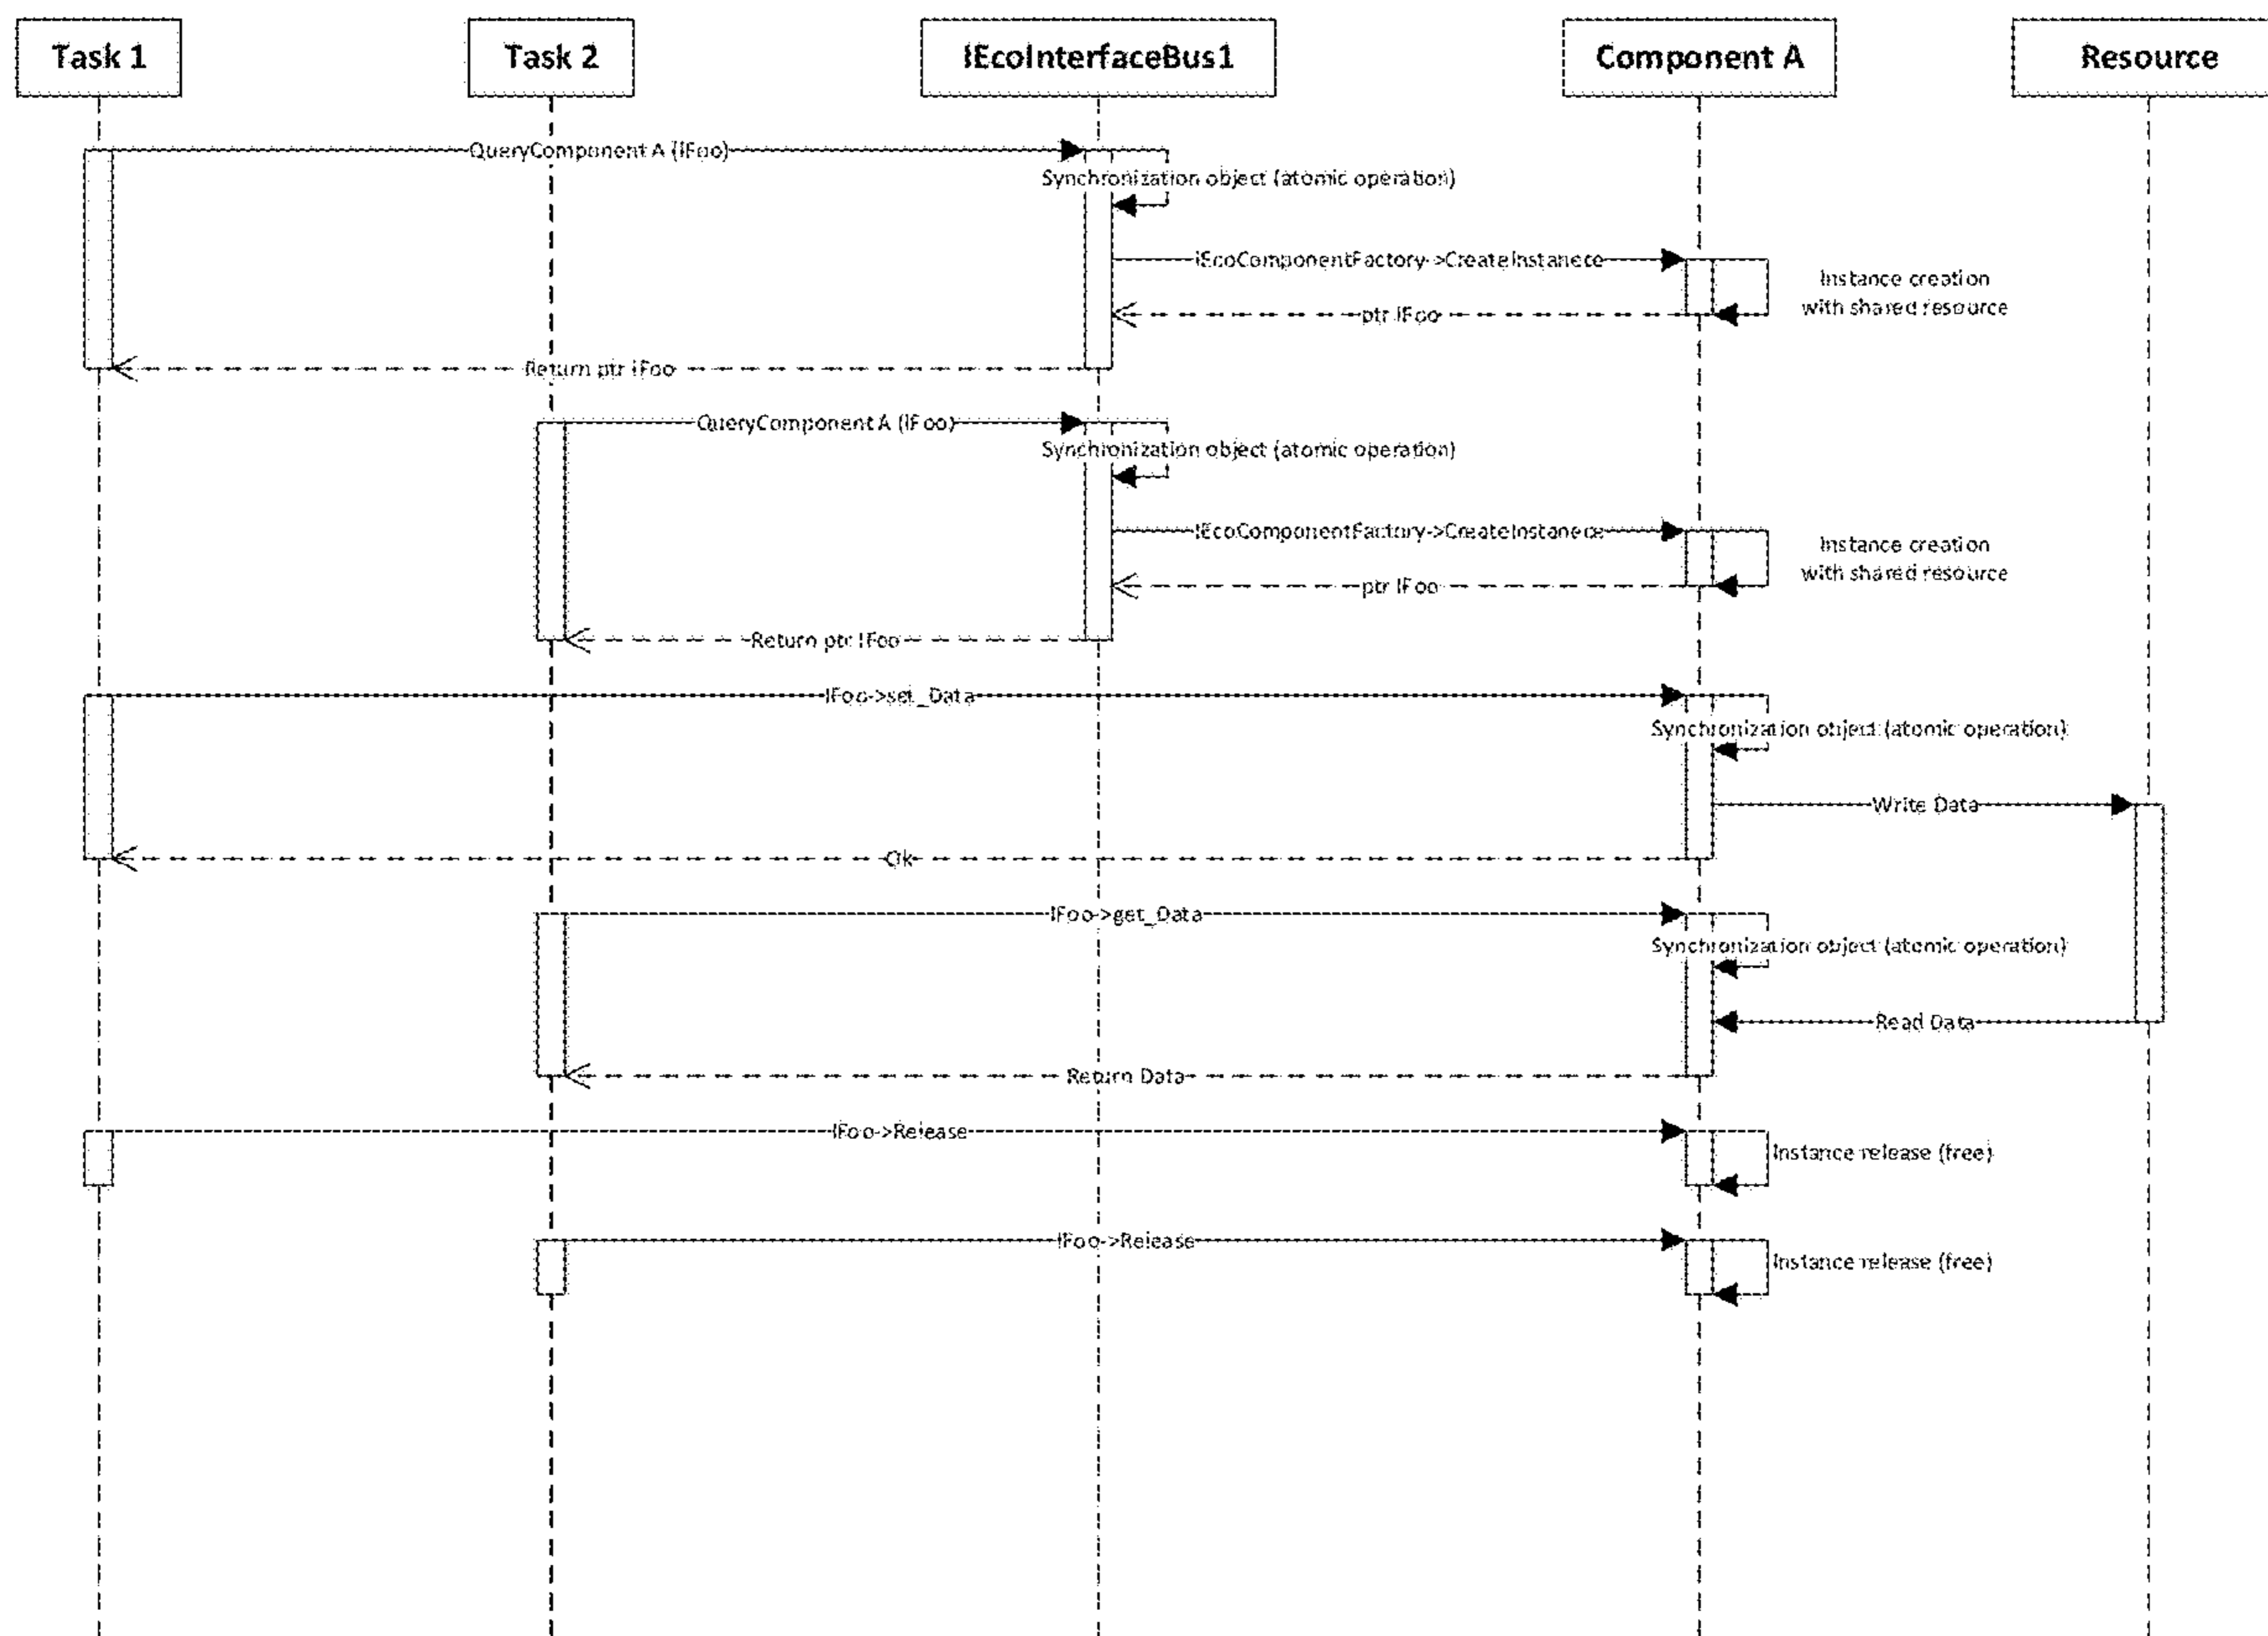 Task 1
Task 2
IEcoInterfaceBus1
Component A
Resource
QueryComponent A (IFoo)
Synchronization object (atomic operation)
IEcoComponentFactory->CreateInstanece
Instance creation
with shared resource
ptr IFoo
Return ptr IFoo
QueryComponent A (IFoo)
Synchronization object (atomic operation)
IEcoComponentFactory->CreateInstanece
Instance creation
with shared resource
ptr IFoo
Return ptr IFoo
IFoo->set_Data
Synchronization object (atomic operation)
Write Data
Ok
IFoo->get_Data
Synchronization object (atomic operation)
Read Data
Return Data
IFoo->Release
Instance release (free)
IFoo->Release
Instance release (free)